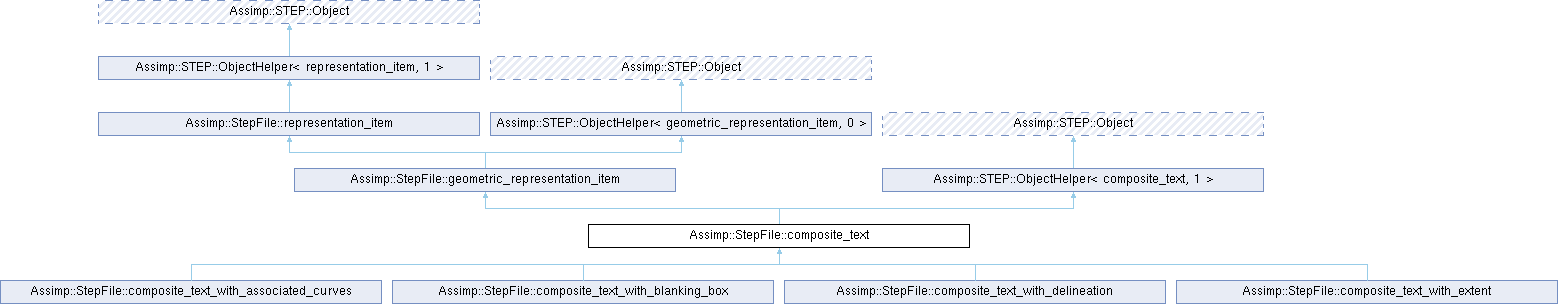 Assimp::STEP::Object
Assimp::STEP::ObjectHelper< representation_item, 1 >
Assimp::STEP::Object
Assimp::StepFile::representation_item
Assimp::STEP::ObjectHelper< geometric_representation_item, 0 >
Assimp::STEP::Object
Assimp::StepFile::geometric_representation_item
Assimp::STEP::ObjectHelper< composite_text, 1 >
Assimp::StepFile::composite_text
Assimp::StepFile::composite_text_with_associated_curves
Assimp::StepFile::composite_text_with_blanking_box
Assimp::StepFile::composite_text_with_delineation
Assimp::StepFile::composite_text_with_extent